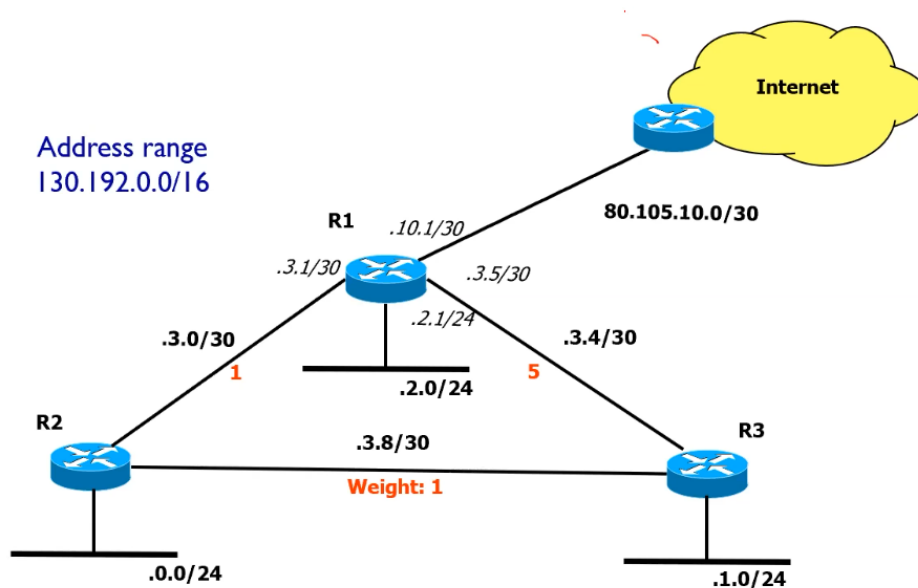 Internet
Address range
130.192.0.0/16
80.105.10.0/30
R1
.10.1/30
.3.1/30
.3.5/30
.2.1/24
.3.0/30
.3.4/30
1
5
.2.0/24
R2
R3
.3.8/30
Weight: 1
.0.0/24
.1.0/24